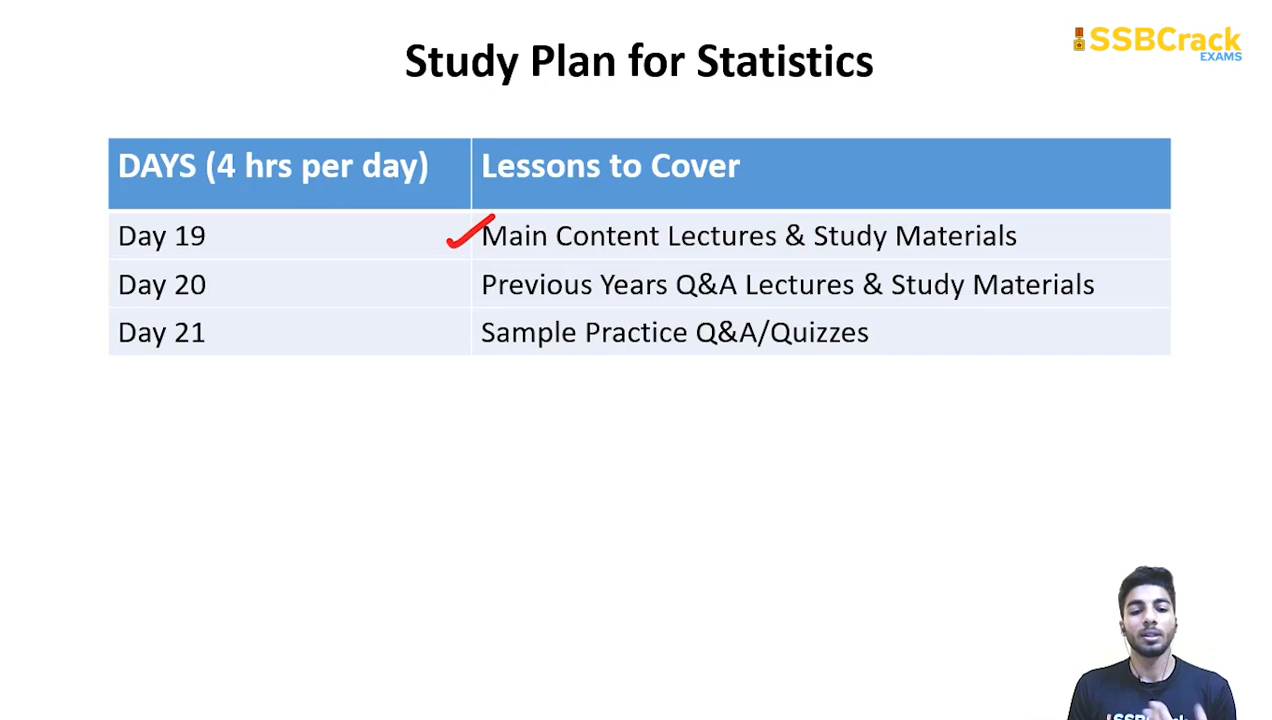 SSBCrack
EXAMS
Study Plan for Statistics
DAYS (4 hrs per day) Lessons to Cover
Day 19 Main Content Lectures & Study Materials
Day 20 Previous Years Q&A Lectures & Study Materials
Day 21 Sample Practice Q&A/Quizzes
SSBCrack